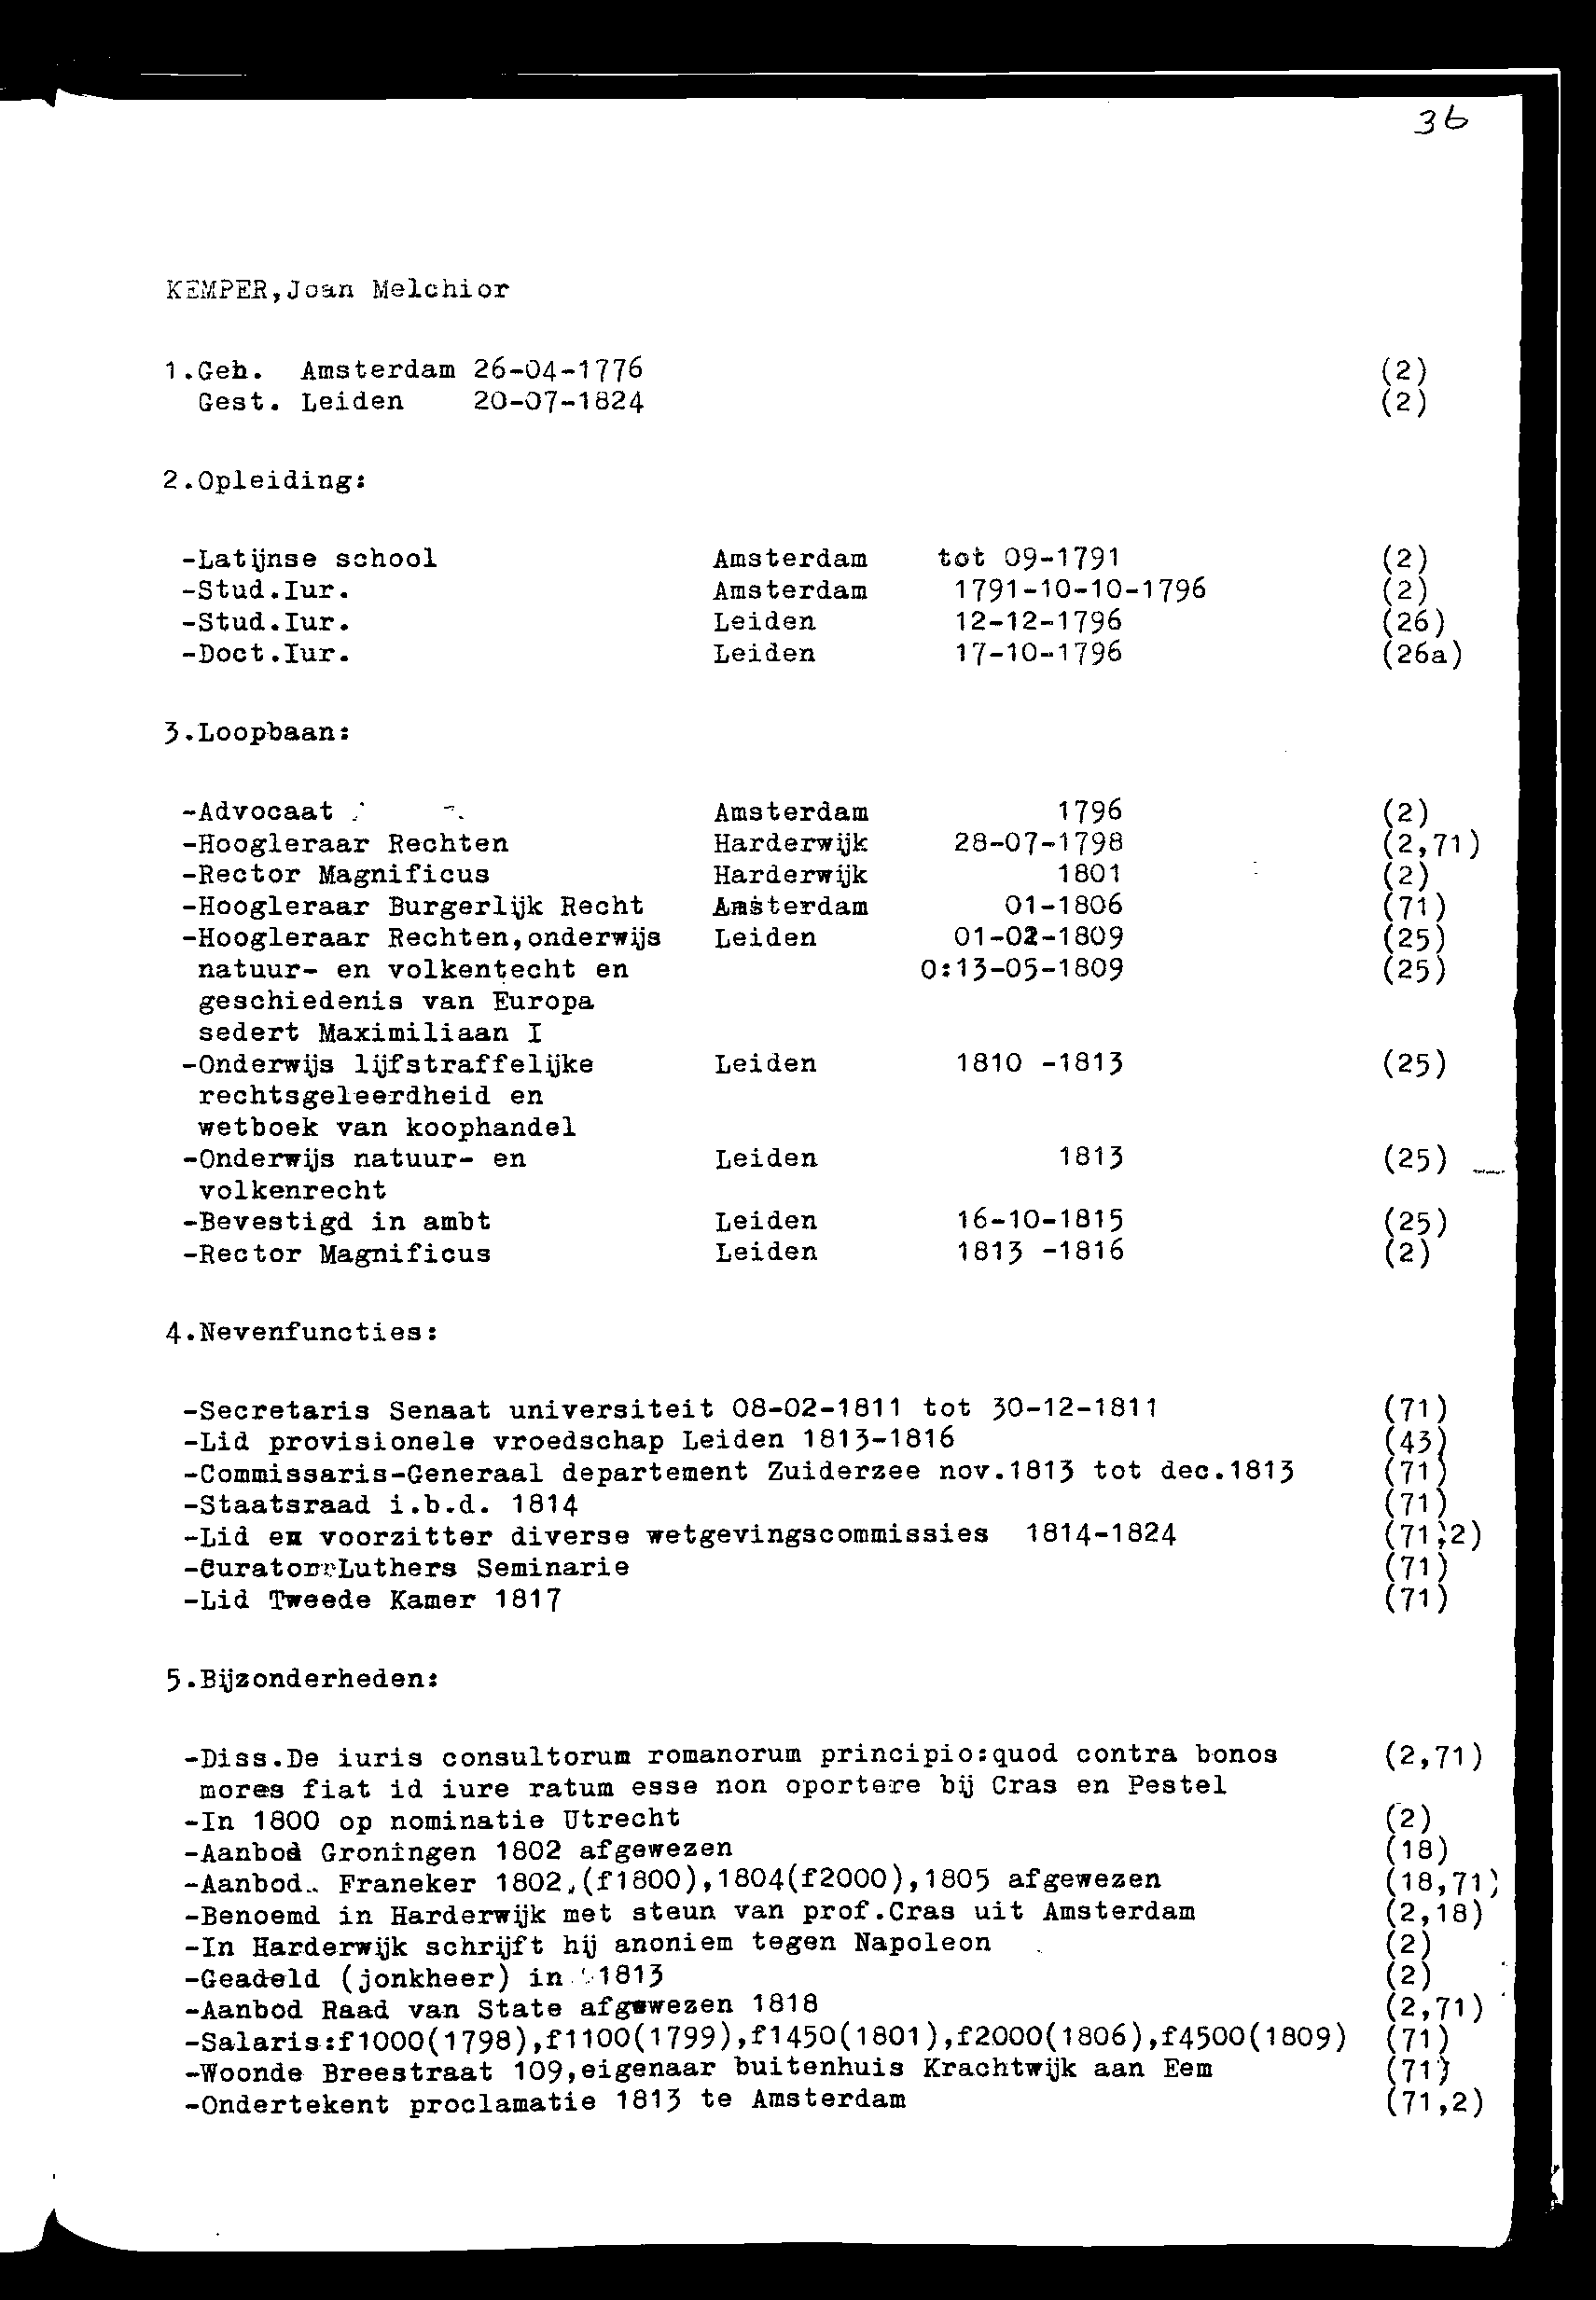 36
KEMPER,Joan Melchior
1.Geb. Amsterdam 26-04-1776 (2)
Gest. Leiden 20-07-1824 (2)
2.Opleiding:
-Latijnse school Amsterdam tot 09-1791 (2)
-Stud.Iur. Amsterdam 1791-10-10-1796 (2)
-Stud.Iur. Leiden 12-12-1796 (26)
-Doct.Iur. Leiden 17-10-1796 (26a)
3.Loopbaan:
-Advocaat Amsterdam 1796 (2)
-Hoogleraar Rechten Harderwijk 28-07-1798 (2,71)
-Rector Magnificus Harderwijk 1801 (2)
-Hoogleraar Burgerlijk Recht Amsterdam 01-1806 (71)
-Hoogleraar Rechten,onderwijs Leiden 01-02-1809 (25)
natuur- en volkentecht en 0:13-05-1809 (25)
geschiedenis van Europa
sedert Maximiliaan I
-Onderwijs lijfstraffelijke Leiden 1810 -1813 (25)
rechtsgeleerdheid en
wetboek van koophandel
-Onderwijs natuur- en Leiden 1813 (25)
volkenrecht
-Bevestigd in ambt Leiden 16-10-1815 (25)
-Rector Magnificus Leiden 1813 -1816 (2)
4.Nevenfuncties:
-Secretaris Senaat universiteit 08-02-1811 tot 30-12-1811 (71)
-Lid provisionele vroedschap Leiden 1813-1816 (43)
-Commissaris-Generaal departement Zuiderzee nov.1813 tot dec.1813 (71)
-Staatsraad i.b.d. 1814 (71)
-Lid en voorzitter diverse wetgevingscommissies 1814-1824 (71,2)
-Curator Luthers Seminarie (71)
-Lid Tweede Kamer 1817 (71)
5.Bijzonderheden:
-Diss.De iuris consultorum romanorum principio:quod contra bonos (2,71)
mores fiat id iure ratum esse non oportere bij Cras en Pestel
-In 1800 op nominatie Utrecht (2)
-Aanbod Groningen 1802 afgewezen (18)
-Aanbod. Franeker 1802,(f1800),1804(f2000),1805 afgewezen (18,71)
-Benoemd in Harderwijk met steun van prof.Cras uit Amsterdam (2,18)
-In Harderwijk schrijft hij anoniem tegen Napoleon (2)
-Geadeld (jonkheer) in 1813 (2)
-Aanbod Raad van State afgewezen 1818 (2,71)
-Salaris:f1000(1798),f1100(1799),f1450(1801),f2000(1806),f4500(1809) (71)
-Woonde Breestraat 109,eigenaar buitenhuis Krachtwijk aan Eem (71)
-Ondertekent proclamatie 1813 te Amsterdam (71,2)